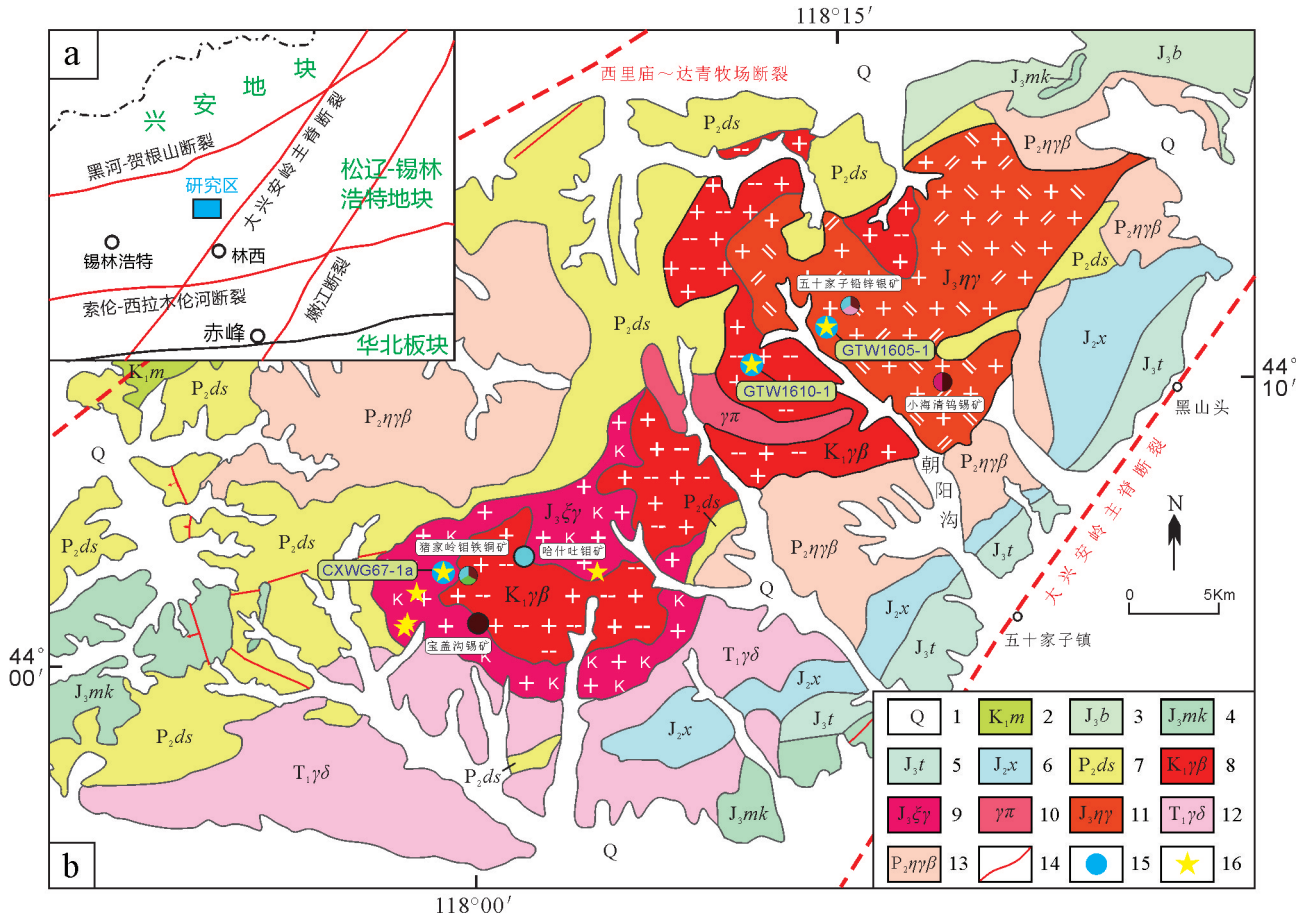 118°15′
a
兴安地块
黑河-贺根山断裂
大兴安岭主脊断裂
松辽-锡林
浩特地块
研究区
锡林浩特
林西
索伦-西拉木伦河断裂
嫩江断裂
赤峰
华北板块
西里庙～达青牧场断裂
Q
J₃b
J₃mk
P₂ds
P₂ηγβ
Q
P₂ds
P₂ηγβ
P₂ds
J₃ηγ
五十家子铅锌银矿
GTW1605-1
J₂x
J₃t
P₂ds
GTW1610-1
小海清钨锡矿
44°
10′
黑山头
K₁m
P₂ds
P₂ηγβ
γπ
K₁γβ
Q
朝阳沟
P₂ηγβ
大兴安岭主脊断裂
N
P₂ds
J₃ξγ
P₂ds
P₂ηγβ
J₃t
猪家岭钼铁铜矿
哈什吐钼矿
CXWG67-1a
K₁γβ
Q
J₂x
0 5Km
五十家子镇
宝盖沟锡矿
T₁γδ
J₃t
44°
00′
J₃mk
J₂x
P₂ds
J₂x
J₃t
T₁γδ
P₂ds
J₃mk
Q
b
Q 1 K₁m 2 J₃b 3 J₃mk 4
J₃t 5 J₂x 6 P₂ds 7 K₁γβ 8
J₃ξγ 9 γπ 10 J₃ηγ 11 T₁γδ 12
P₂ηγβ 13 14 15 16
118°00′